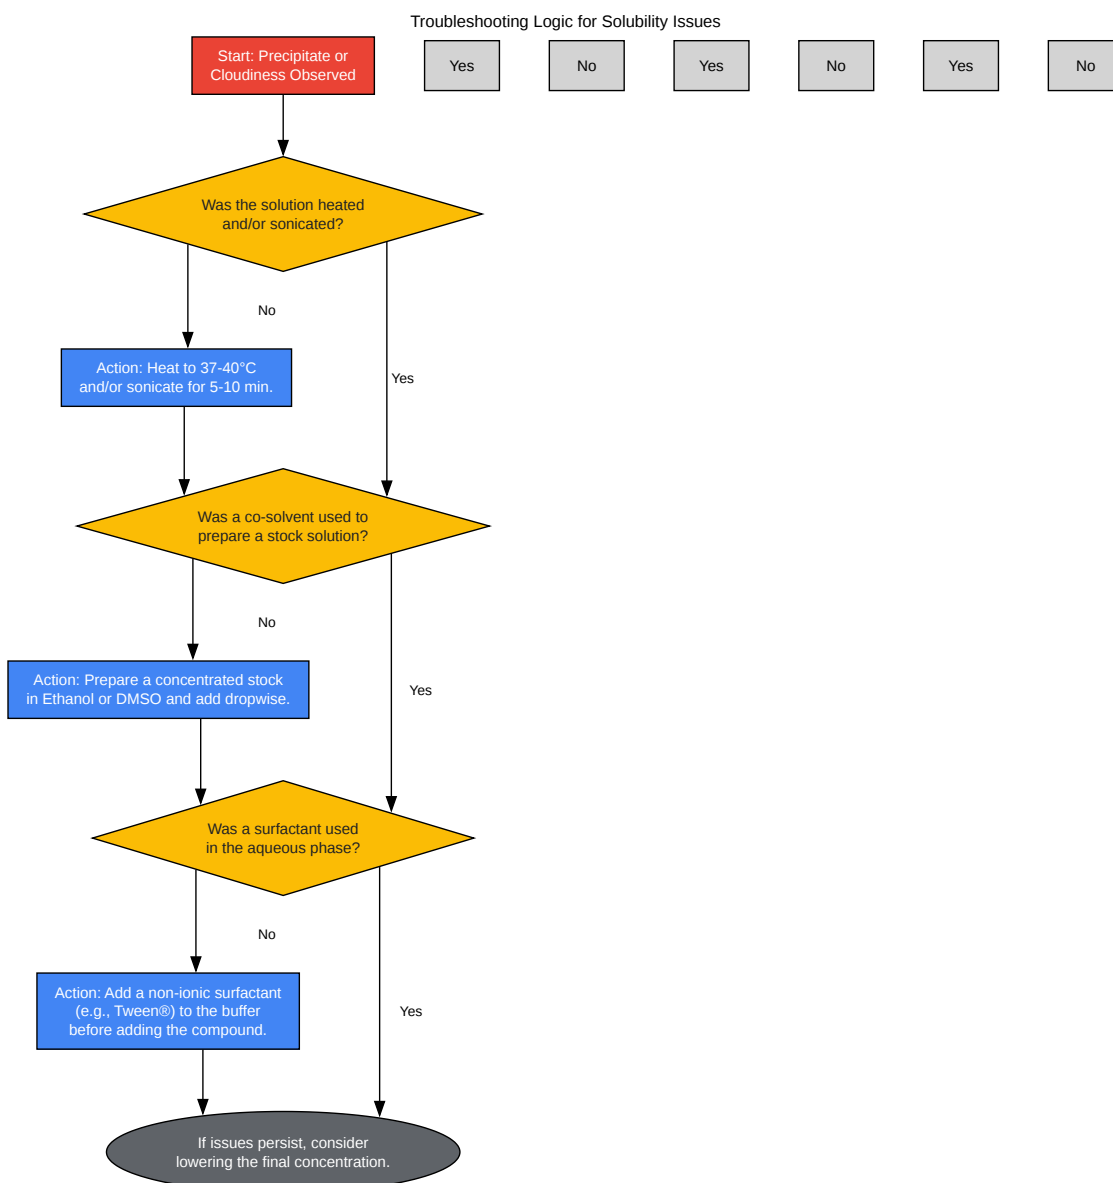 Troubleshooting Logic for Solubility Issues
Start: Precipitate or
Cloudiness Observed
Yes
No
Yes
No
Yes
No
Was the solution heated
and/or sonicated?
No
Action: Heat to 37-40°C
and/or sonicate for 5-10 min.
Yes
Was a co-solvent used to
prepare a stock solution?
No
Action: Prepare a concentrated stock
in Ethanol or DMSO and add dropwise.
Yes
Was a surfactant used
in the aqueous phase?
No
Action: Add a non-ionic surfactant
(e.g., Tween®) to the buffer
before adding the compound.
Yes
If issues persist, consider
lowering the final concentration.